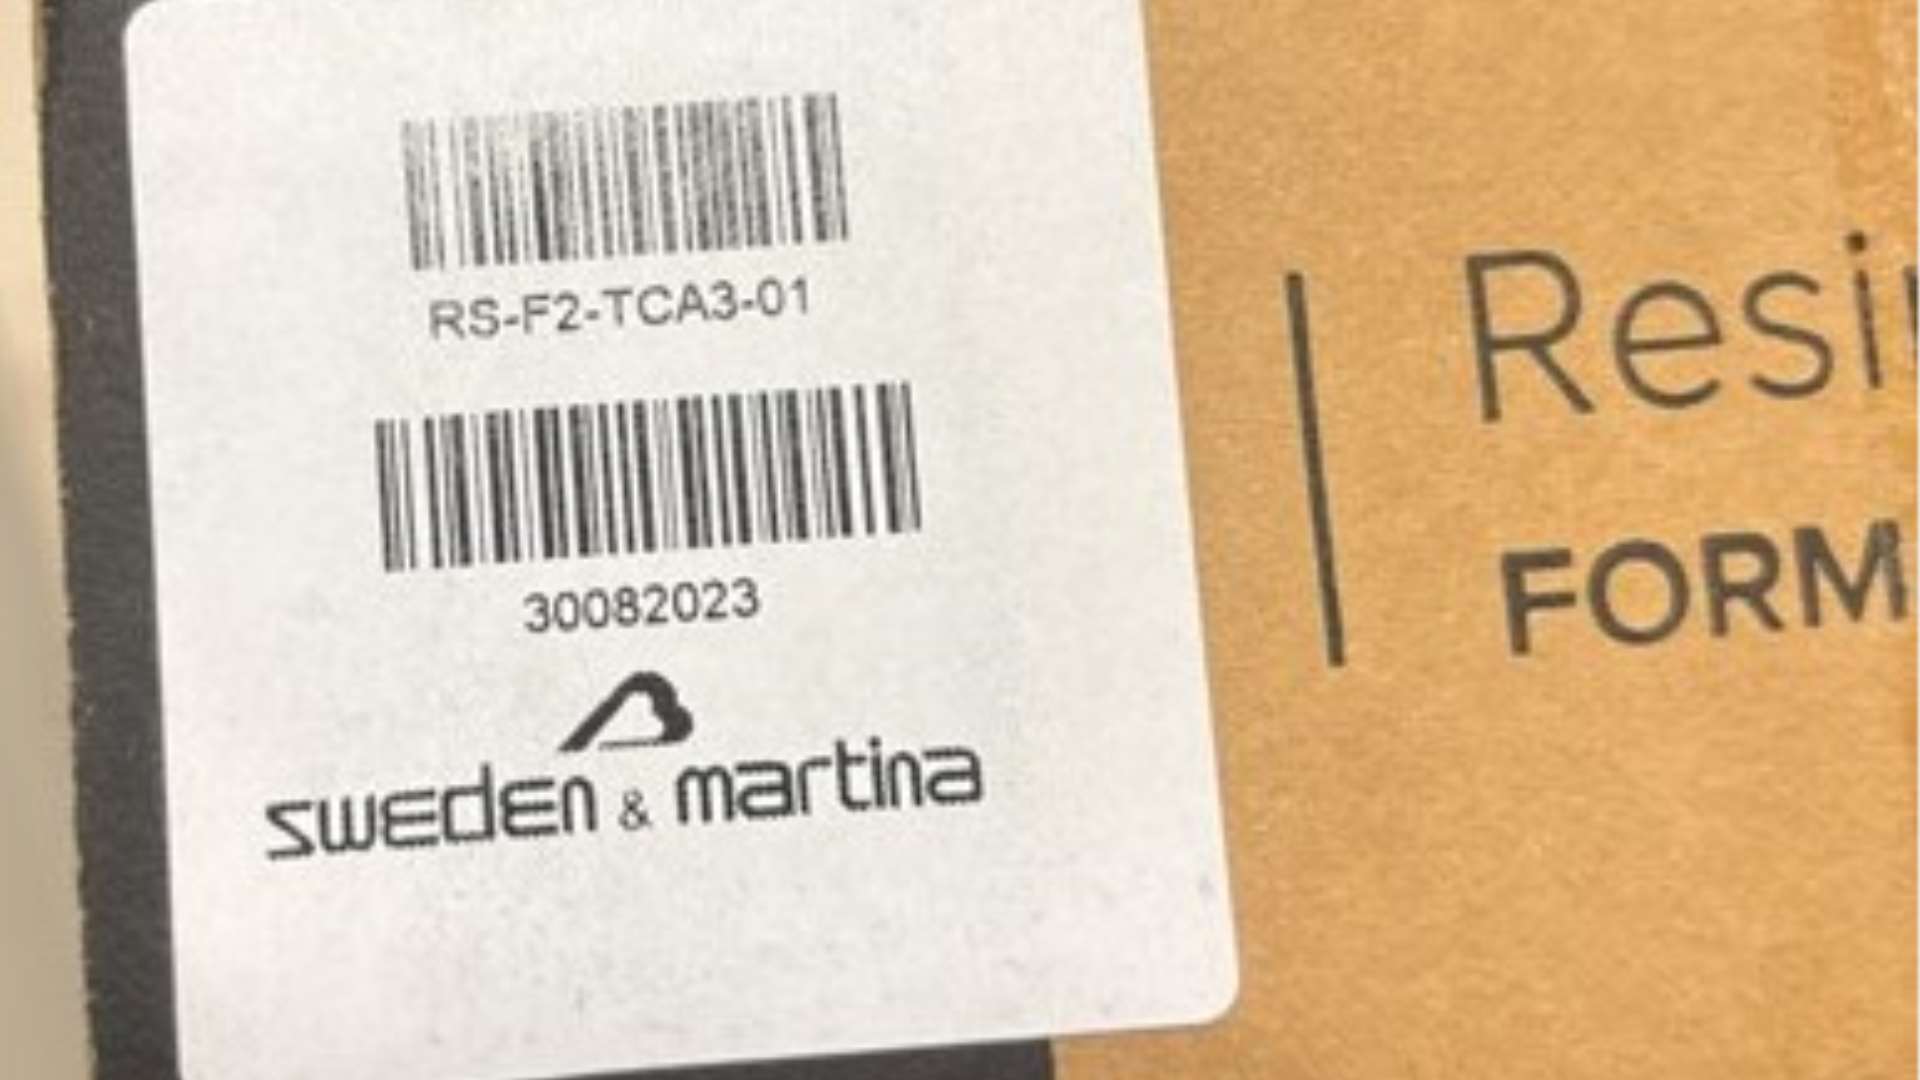 RS-F2-TCA3-01
30082023
sweden & martina
Resi
FORM